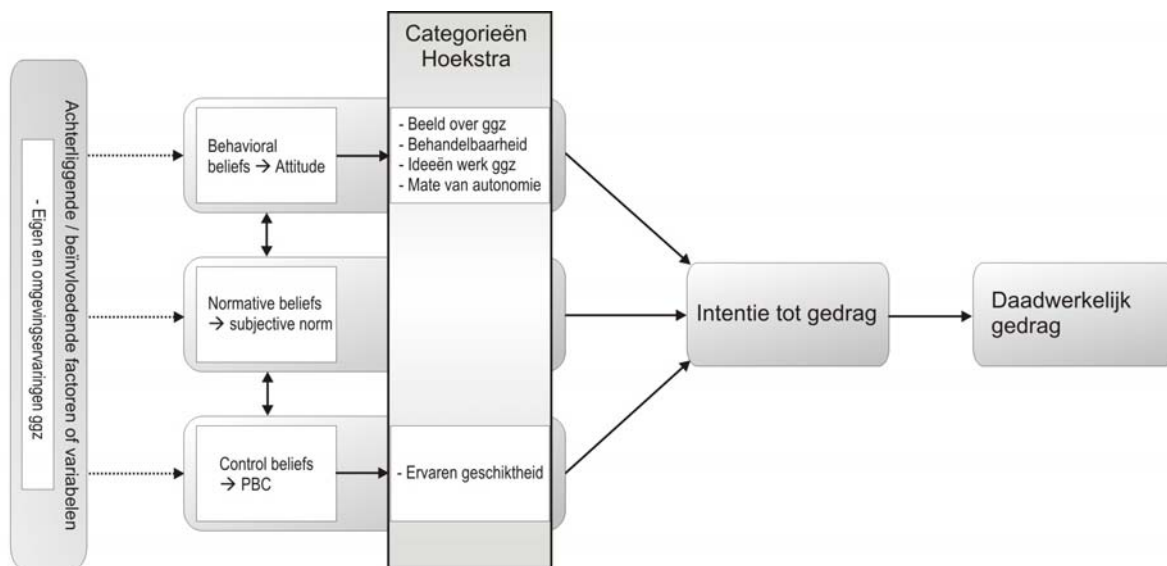 Categorieën
Hoekstra
Achterliggende / beïnvloedende factoren of variabelen
- Eigen en omgevingservaringen ggz
Behavioral
beliefs → Attitude
- Beeld over ggz
- Behandelbaarheid
- Ideeën werk ggz
- Mate van autonomie
Normative beliefs
→ subjective norm
Intentie tot gedrag
Daadwerkelijk
gedrag
Control beliefs
→ PBC
- Ervaren geschiktheid